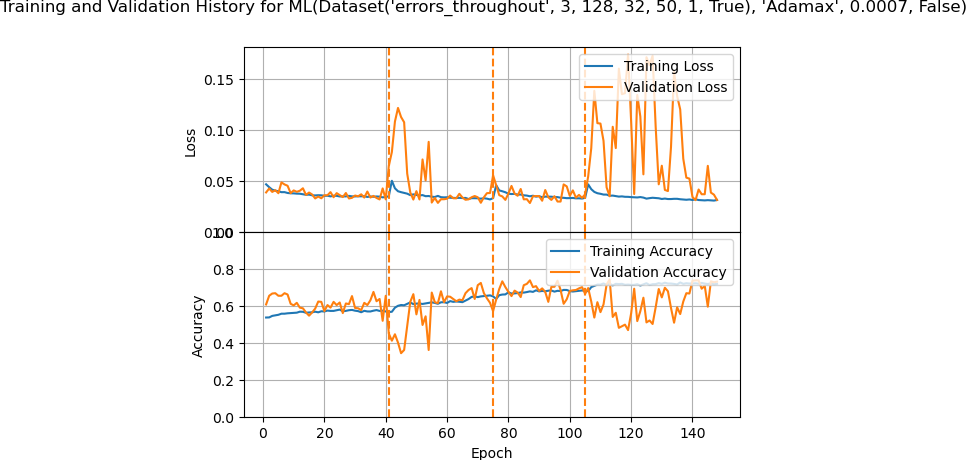 Training and Validation History for ML(Dataset('errors_throughout', 3, 128, 32, 50, 1, True), 'Adamax', 0.0007, False)
Training Loss
Validation Loss
0.15
0.10
0.05
0.00
Loss
Training Accuracy
Validation Accuracy
1.0
0.8
0.6
0.4
0.2
0.0
Accuracy
0 20 40 60 80 100 120 140
Epoch